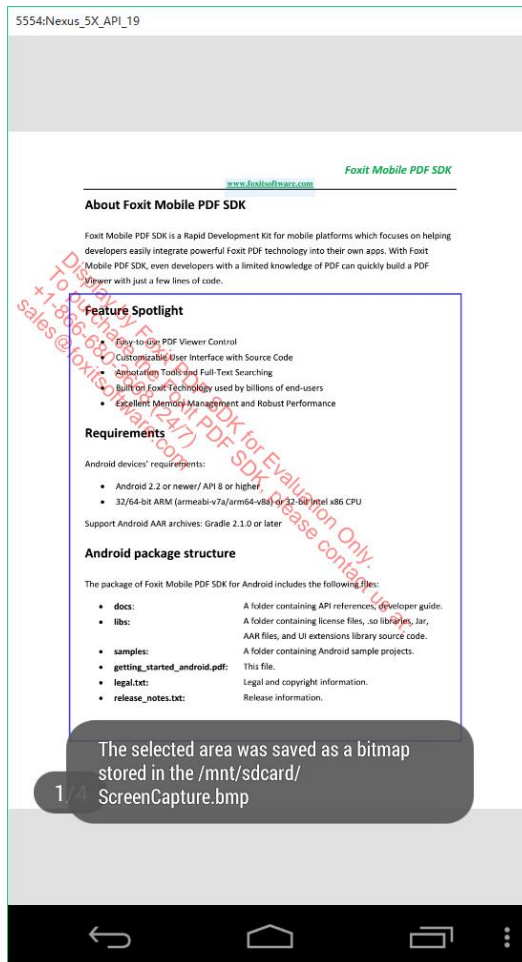 5554:Nexus_5X_API_19
Foxit Mobile PDF SDK
www.foxitsoftware.com
About Foxit Mobile PDF SDK
Foxit Mobile PDF SDK is a Rapid Development Kit for mobile platforms which focuses on helping
developers easily integrate powerful Foxit PDF technology into their own apps. With Foxit
Mobile PDF SDK, even developers with a limited knowledge of PDF can quickly build a PDF
Viewer with just a few lines of code.
Display by Foxit PDF SDK for Evaluation Only.
To purchase the Foxit PDF SDK, please contact us at:
+1-866-680-3668 (24/7)
sales@foxitsoftware.com
Feature Spotlight
• Easy-to-use PDF Viewer Control
• Customizable User Interface with Source Code
• Annotation Tools and Full-Text Searching
• Built on Foxit Technology used by billions of end-users
• Excellent Memory Management and Robust Performance
Requirements
Android devices' requirements:
• Android 2.2 or newer/ API 8 or higher
• 32/64-bit ARM (armeabi-v7a/arm64-v8a) or 32-bit Intel x86 CPU
Support Android AAR archives: Gradle 2.1.0 or later
Android package structure
The package of Foxit Mobile PDF SDK for Android includes the following files:
• docs: A folder containing API references, developer guide.
• libs: A folder containing license files, .so libraries, Jar,
AAR files, and UI extensions library source code.
• samples: A folder containing Android sample projects.
• getting_started_android.pdf: This file.
• legal.txt: Legal and copyright information.
• release_notes.txt: Release information.
The selected area was saved as a bitmap
stored in the /mnt/sdcard/
ScreenCapture.bmp
1/4